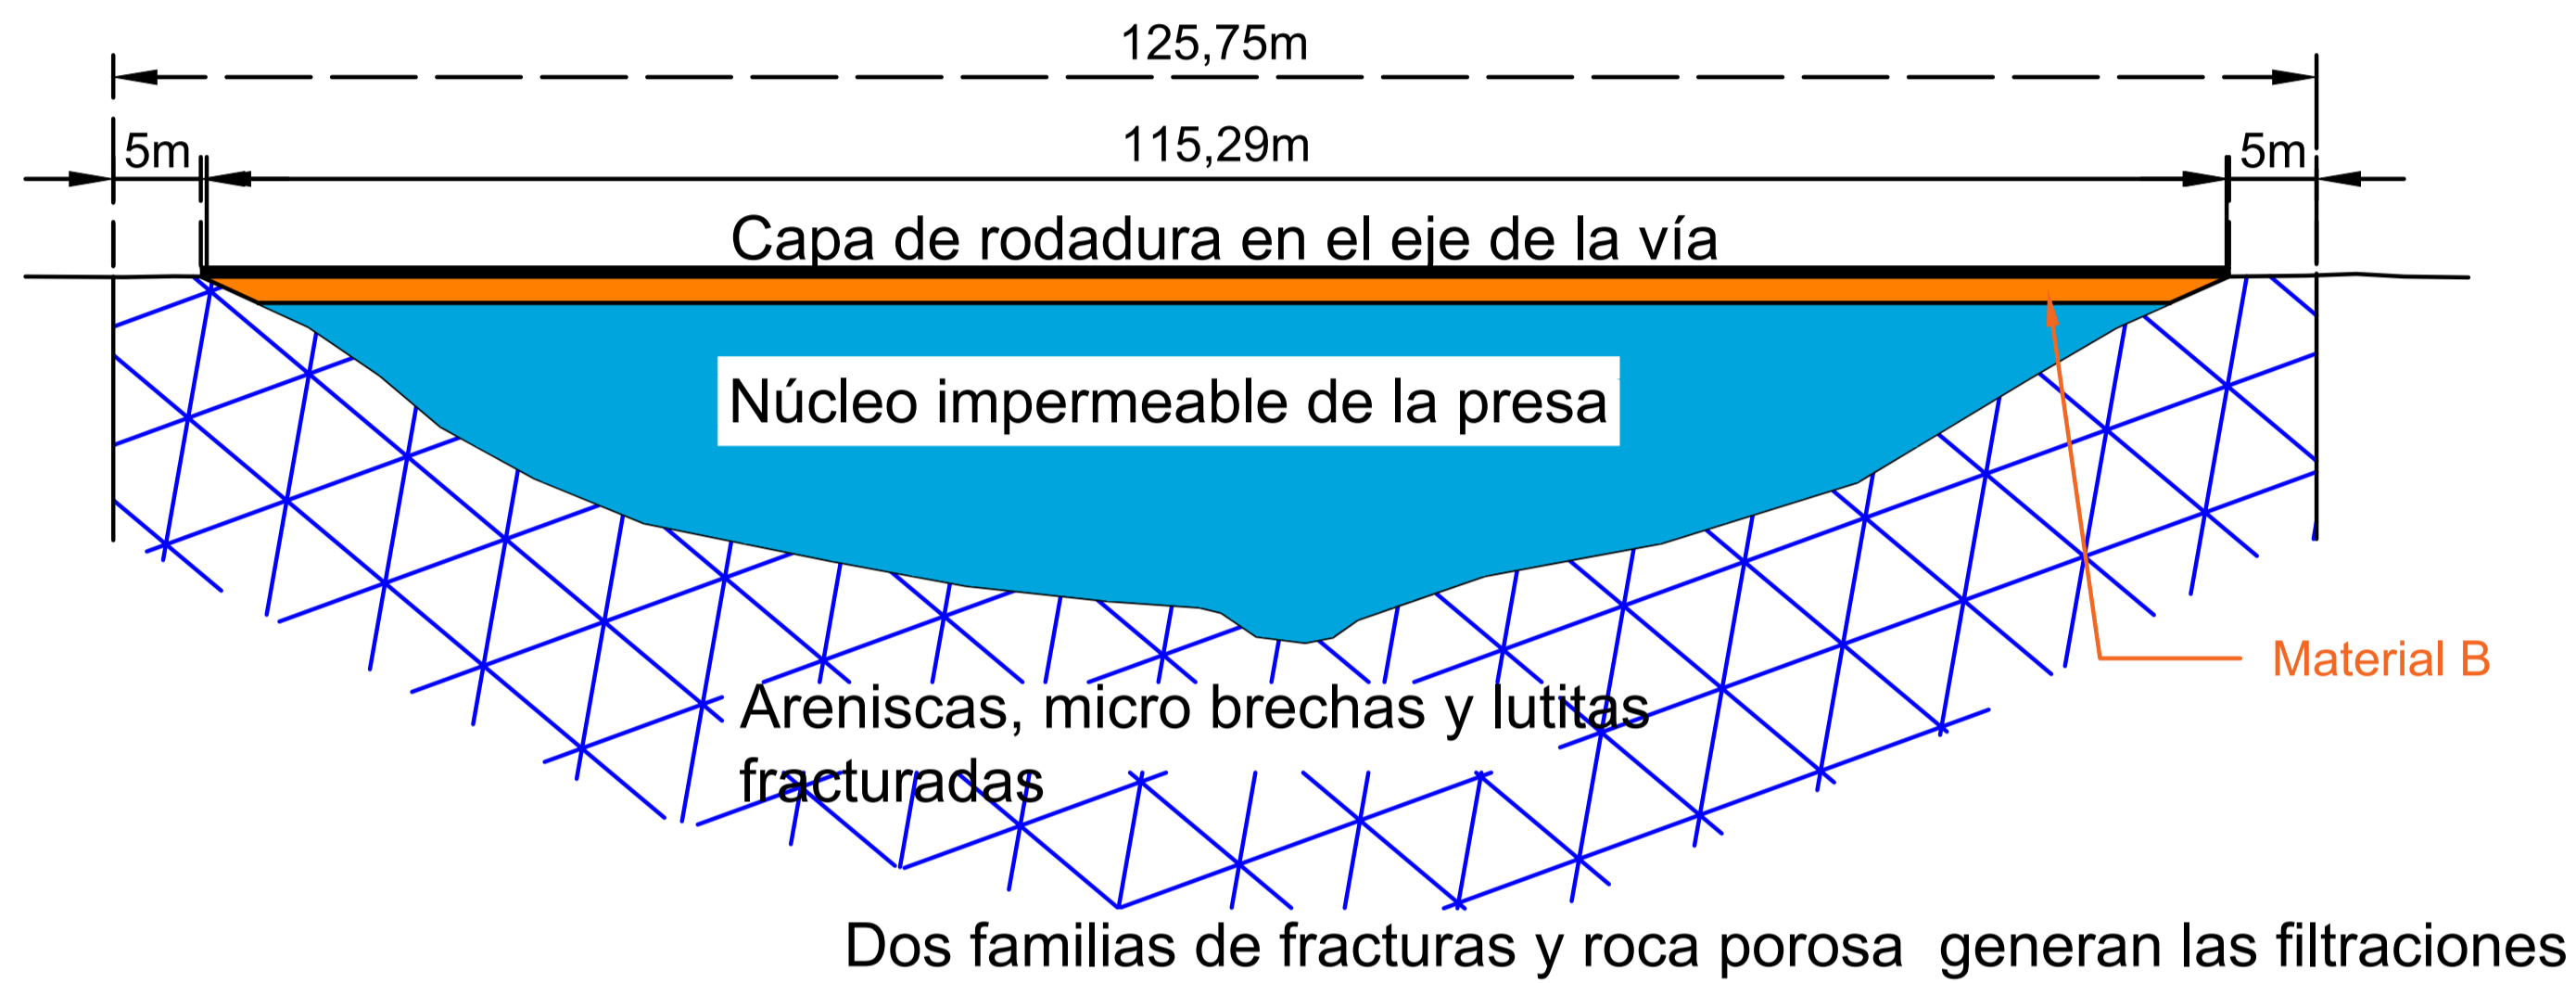 125,75m
5m
115,29m
5m
Capa de rodadura en el eje de la vía
Núcleo impermeable de la presa
Material B
Areniscas, micro brechas y lutitas
fracturadas
Dos familias de fracturas y roca porosa generan las filtraciones